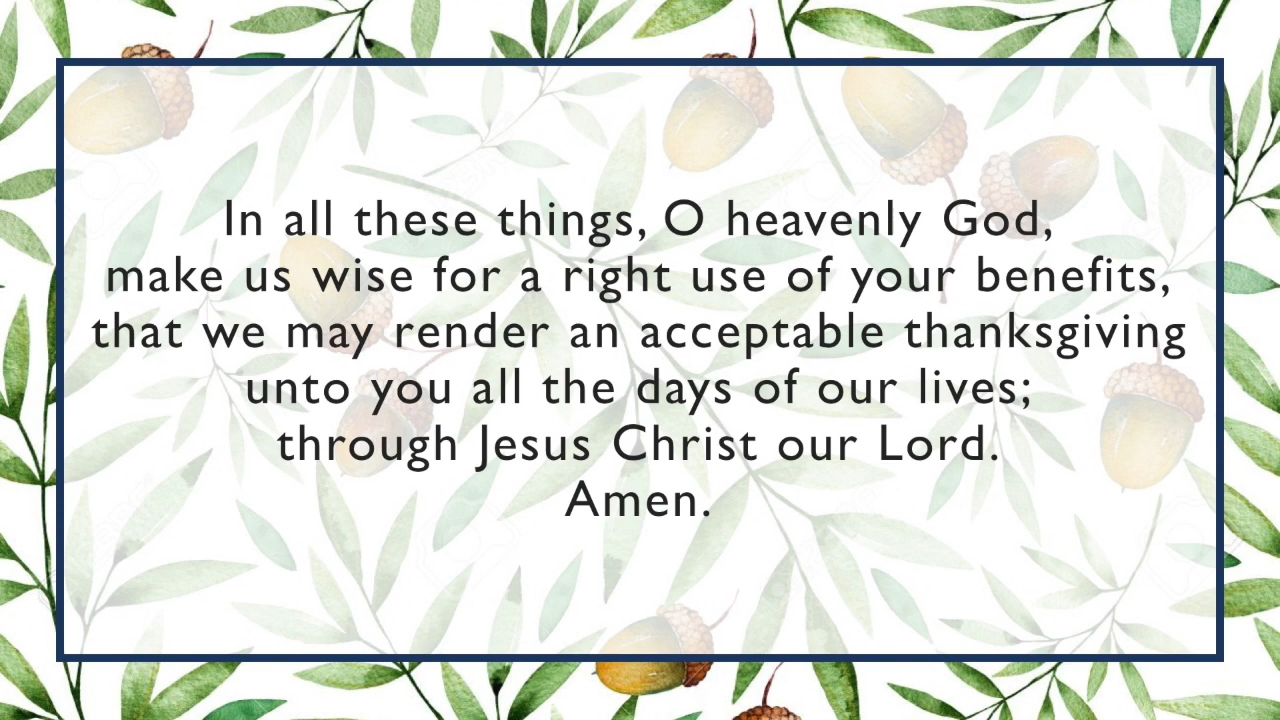 In all these things, O heavenly God,
make us wise for a right use of your benefits,
that we may render an acceptable thanksgiving
unto you all the days of our lives;
through Jesus Christ our Lord.
Amen.